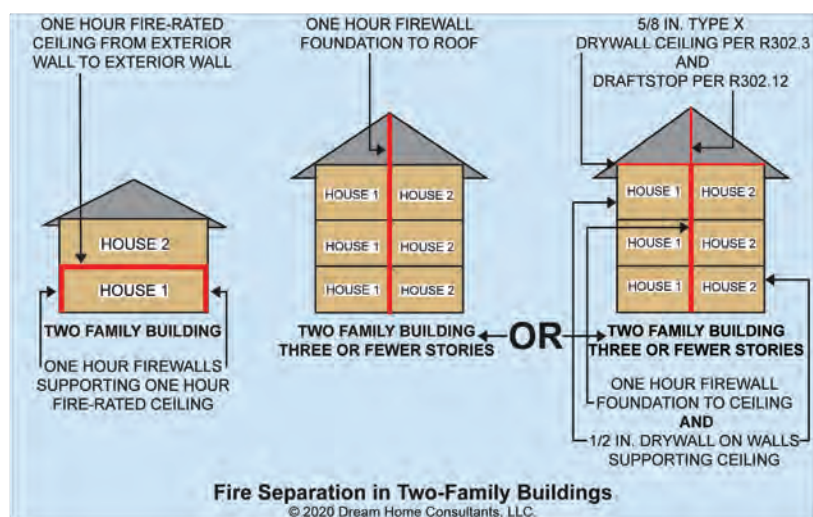 ONE HOUR FIRE-RATED
CEILING FROM EXTERIOR
WALL TO EXTERIOR WALL
HOUSE 2
HOUSE 1
TWO FAMILY BUILDING
ONE HOUR FIREWALLS
SUPPORTING ONE HOUR
FIRE-RATED CEILING
ONE HOUR FIREWALL
FOUNDATION TO ROOF
HOUSE 1 HOUSE 2
HOUSE 1 HOUSE 2
HOUSE 1 HOUSE 2
TWO FAMILY BUILDING
THREE OR FEWER STORIES
OR
5/8 IN. TYPE X
DRYWALL CEILING PER R302.3
AND
DRAFTSTOP PER R302.12
HOUSE 1 HOUSE 2
HOUSE 1 HOUSE 2
HOUSE 1 HOUSE 2
TWO FAMILY BUILDING
THREE OR FEWER STORIES
ONE HOUR FIREWALL
FOUNDATION TO CEILING
AND
1/2 IN. DRYWALL ON WALLS
SUPPORTING CEILING
Fire Separation in Two-Family Buildings
© 2020 Dream Home Consultants, LLC.